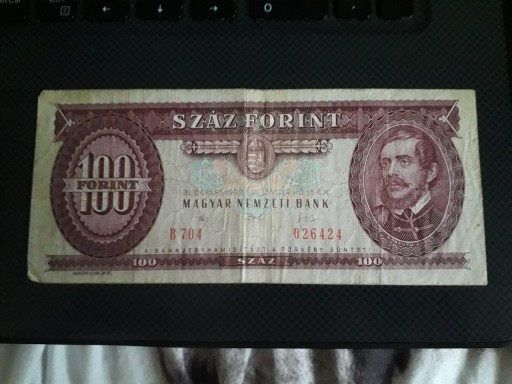 SZÁZ FORINT
100
FORINT
MAGYAR NEMZETI BANK
B 704 026424
A BANKJEGYHAMISÍTÁST A TÖRVÉNY BÜNTETI
100 SZÁZ 100